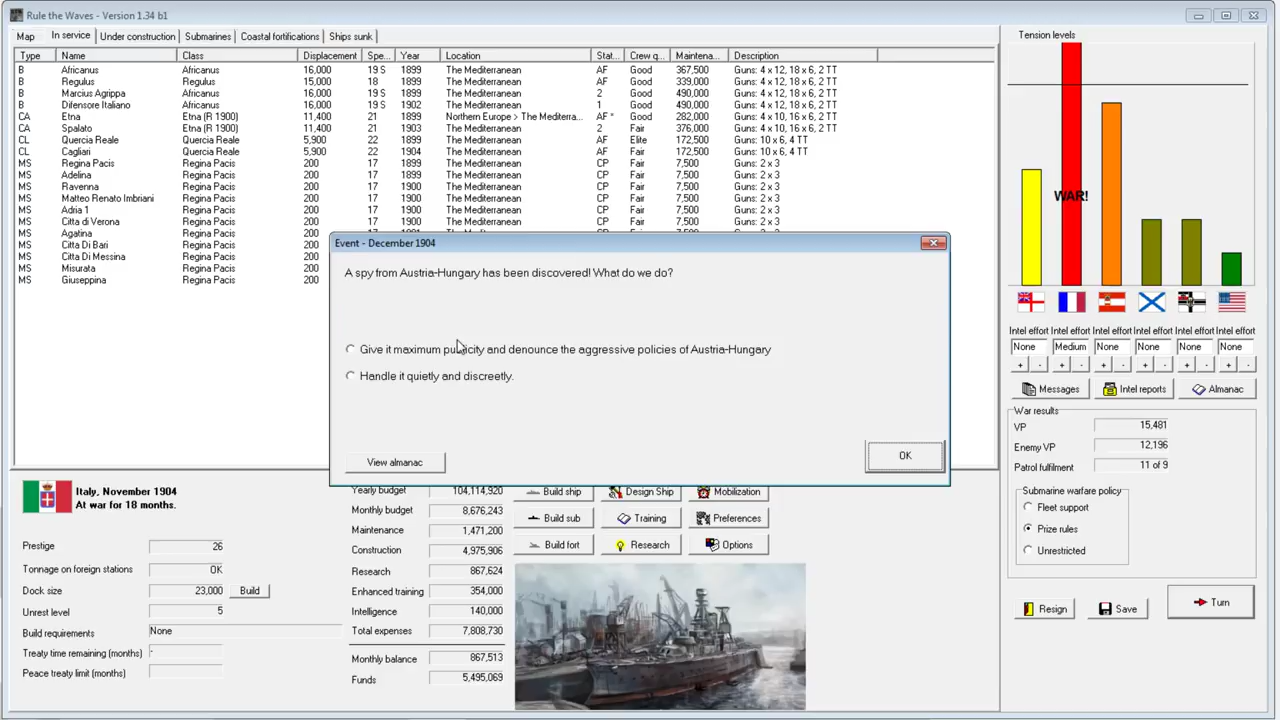 Rule the Waves - Version 1.34 b1
Map In service Under construction Submarines Coastal fortifications Ships sunk
Type Name Class Displacement Spe... Year Location Stat... Crew q... Maintena... Description
B Africanus Africanus 16,000 19 S 1899 The Mediterranean AF Good 367,500 Guns: 4 x 12, 18 x 6, 2 TT
B Regulus Regulus 15,000 18 1899 The Mediterranean AF Good 339,000 Guns: 4 x 12, 18 x 6, 2 TT
B Marcius Agrippa Africanus 16,000 19 S 1899 The Mediterranean 2 Good 490,000 Guns: 4 x 12, 18 x 6, 2 TT
B Difensore Italiano Africanus 16,000 19 S 1902 The Mediterranean 1 Good 490,000 Guns: 4 x 12, 18 x 6, 2 TT
CA Etna Etna (R 1900) 11,400 21 1899 Northern Europe > The Mediterra... AF * Good 282,000 Guns: 4 x 10, 16 x 6, 2 TT
CA Spalato Etna (R 1900) 11,400 21 1903 The Mediterranean 2 Fair 376,000 Guns: 4 x 10, 16 x 6, 2 TT
CL Quercia Reale Quercia Reale 5,900 22 1899 The Mediterranean AF Elite 172,500 Guns: 10 x 6, 4 TT
CL Cagliari Quercia Reale 5,900 22 1904 The Mediterranean AF Fair 172,500 Guns: 10 x 6, 4 TT
MS Regina Pacis Regina Pacis 200 17 1899 The Mediterranean CP Fair 7,500 Guns: 2 x 3
MS Adelina Regina Pacis 200 17 1899 The Mediterranean CP Fair 7,500 Guns: 2 x 3
MS Ravenna Regina Pacis 200 17 1900 The Mediterranean CP Fair 7,500 Guns: 2 x 3
MS Matteo Renato Imbriani Regina Pacis 200 17 1900 The Mediterranean CP Fair 7,500 Guns: 2 x 3
MS Adria 1 Regina Pacis 200 17 1900 The Mediterranean CP Fair 7,500 Guns: 2 x 3
MS Citta di Verona Regina Pacis 200 17 1900 The Mediterranean CP Fair 7,500 Guns: 2 x 3
MS Agatina Regina Pacis
MS Citta Di Bari Regina Pacis
MS Citta Di Messina Regina Pacis
MS Misurata Regina Pacis
MS Giuseppina Regina Pacis
Event - December 1904
A spy from Austria-Hungary has been discovered! What do we do?
Give it maximum publicity and denounce the aggressive policies of Austria-Hungary
Handle it quietly and discreetly.
View almanac OK
Tension levels
WAR!
Intel effort Intel effort Intel effort Intel effort Intel effort Intel effort
None Medium None None None None
+ - + - + - + - + - + -
Messages Intel reports Almanac
War results
VP 15,481
Enemy VP 12,196
Patrol fulfilment 11 of 9
Submarine warfare policy
Fleet support
Prize rules
Unrestricted
Resign Save Turn
Italy, November 1904
At war for 18 months.
Prestige 26
Tonnage on foreign stations OK
Dock size 23,000 Build
Unrest level 5
Build requirements None
Treaty time remaining (months) -
Peace treaty limit (months)
Yearly budget 104,114,920
Monthly budget 8,676,243
Maintenance 1,471,200
Construction 4,975,906
Research 867,624
Enhanced training 354,000
Intelligence 140,000
Total expenses 7,808,730
Monthly balance 867,513
Funds 5,495,069
Build ship Design Ship Mobilization
Build sub Training Preferences
Build fort Research Options